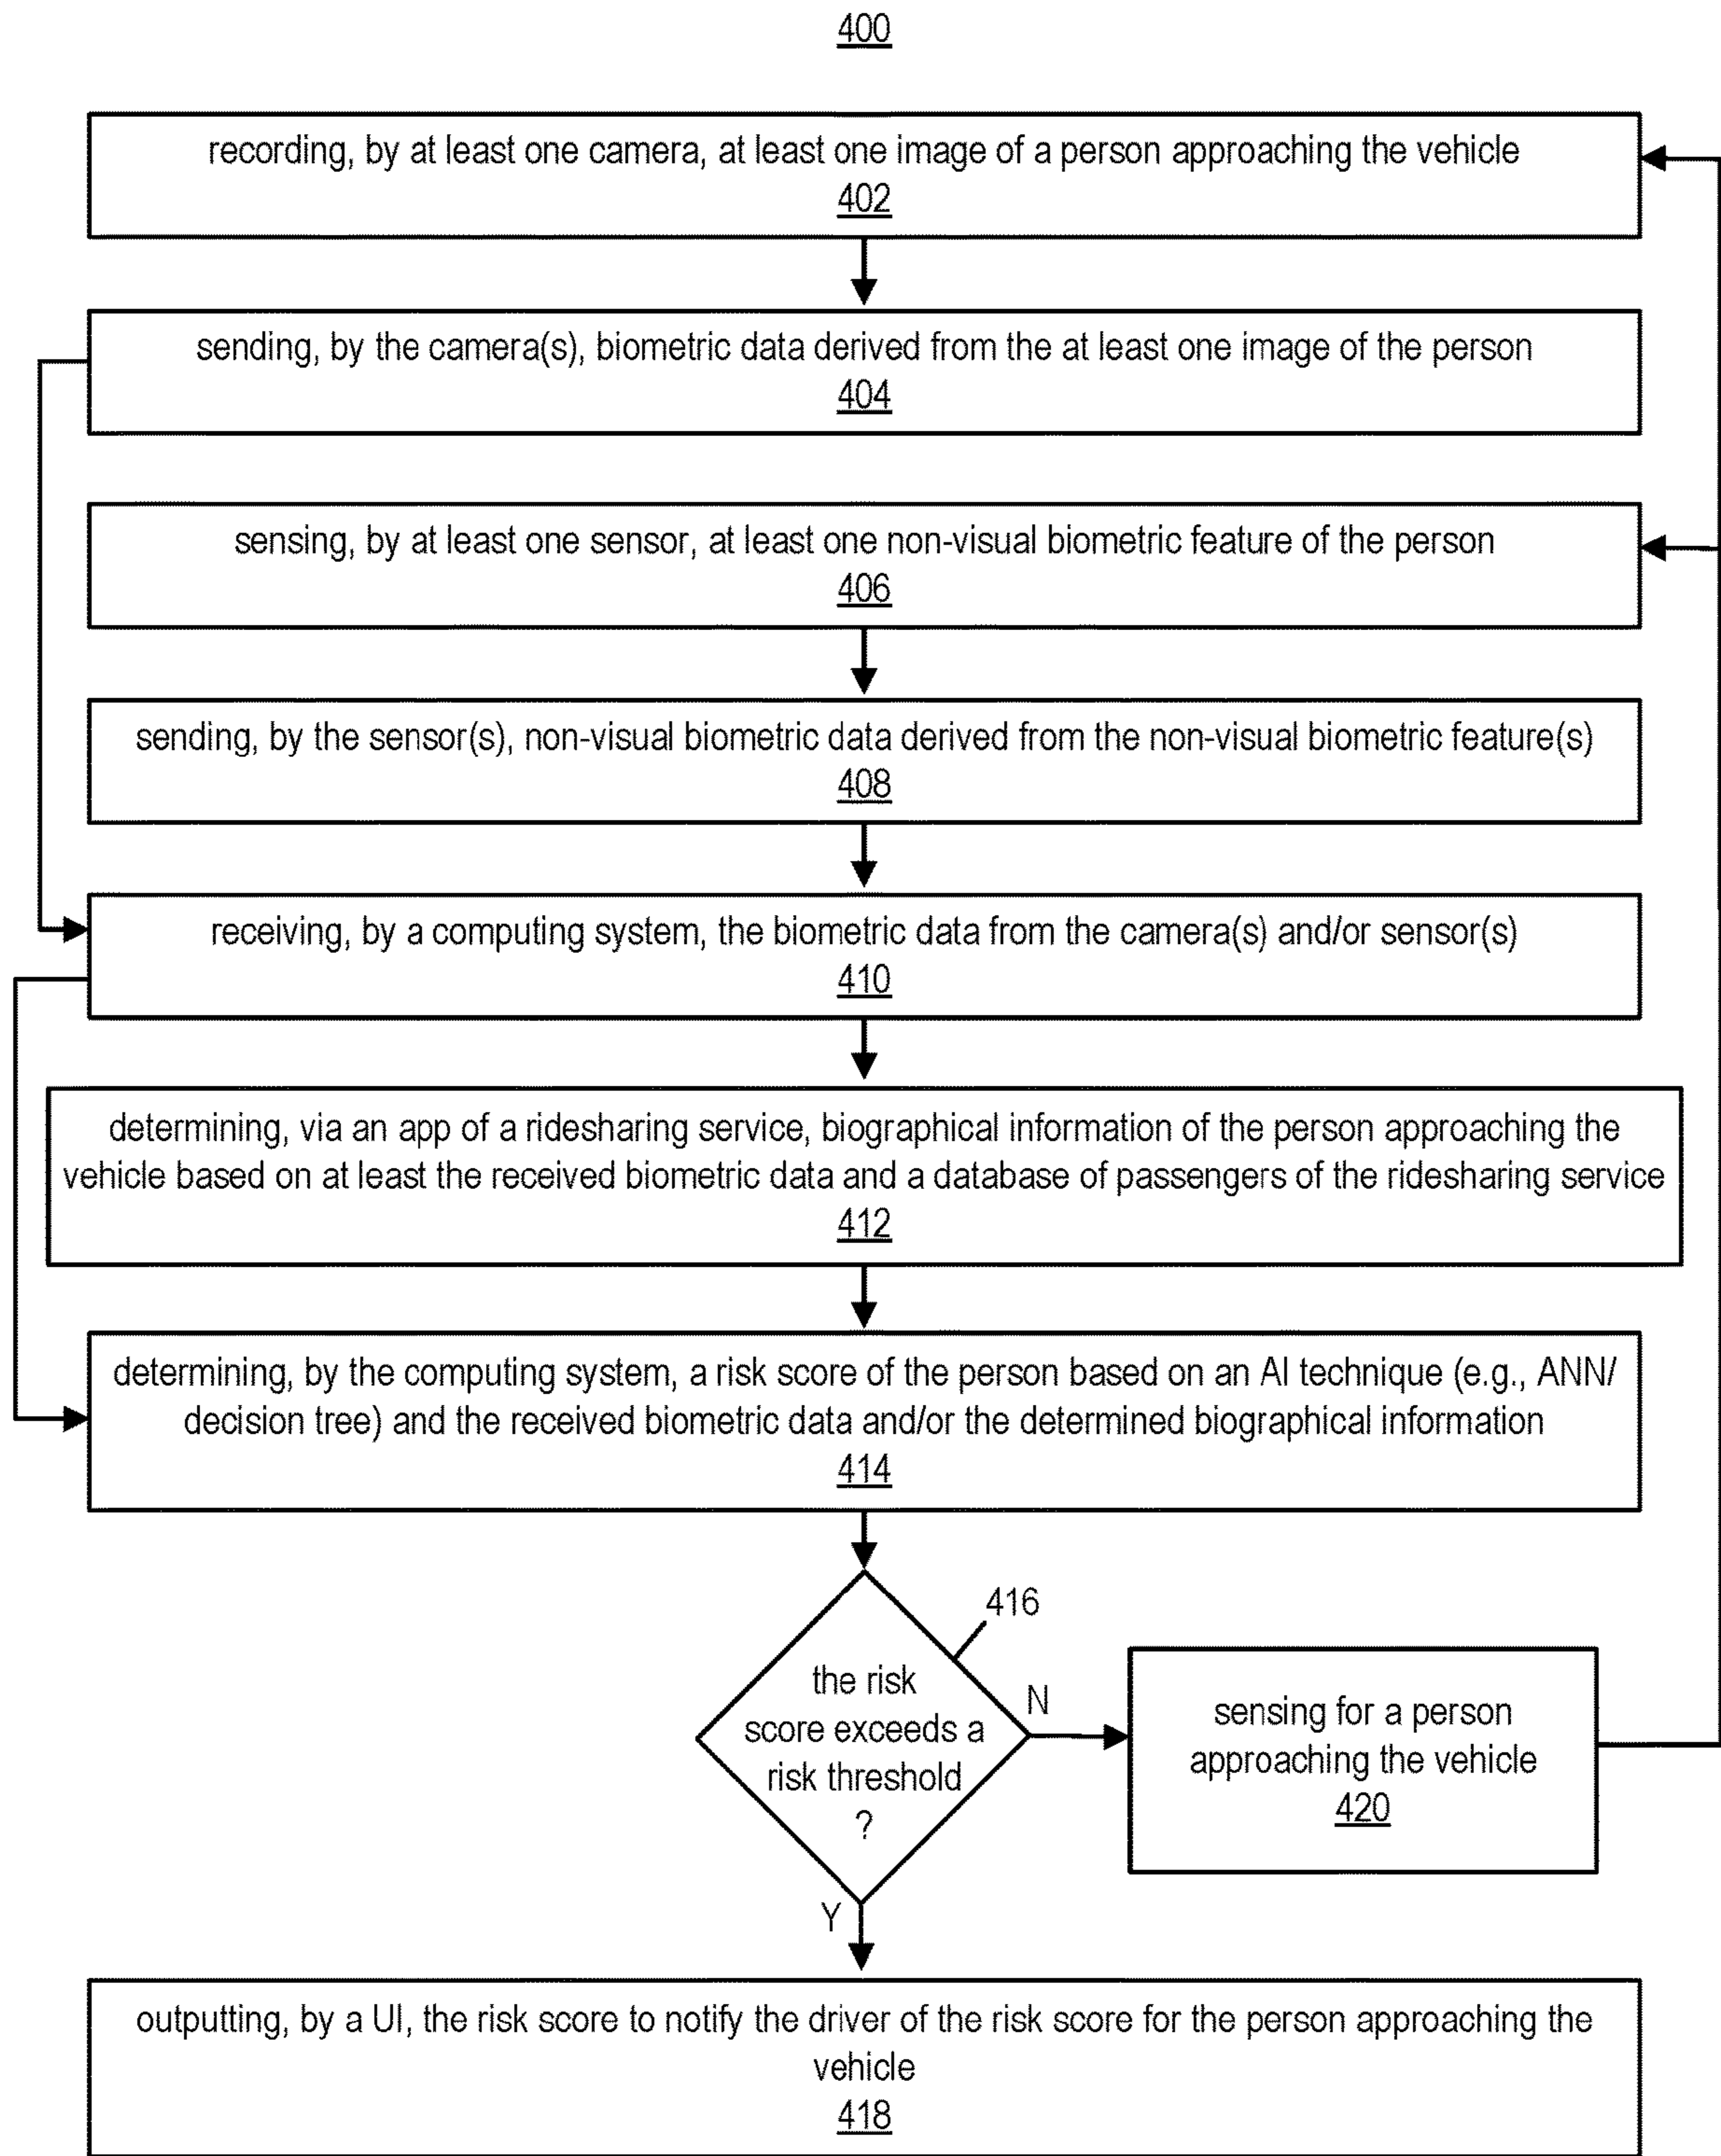 400
recording, by at least one camera, at least one image of a person approaching the vehicle
402
sending, by the camera(s), biometric data derived from the at least one image of the person
404
sensing, by at least one sensor, at least one non-visual biometric feature of the person
406
sending, by the sensor(s), non-visual biometric data derived from the non-visual biometric feature(s)
408
receiving, by a computing system, the biometric data from the camera(s) and/or sensor(s)
410
determining, via an app of a ridesharing service, biographical information of the person approaching the
vehicle based on at least the received biometric data and a database of passengers of the ridesharing service
412
determining, by the computing system, a risk score of the person based on an AI technique (e.g., ANN/
decision tree) and the received biometric data and/or the determined biographical information
414
416
the risk
score exceeds a
risk threshold
?
N
sensing for a person
approaching the vehicle
420
Y
outputting, by a UI, the risk score to notify the driver of the risk score for the person approaching the
vehicle
418